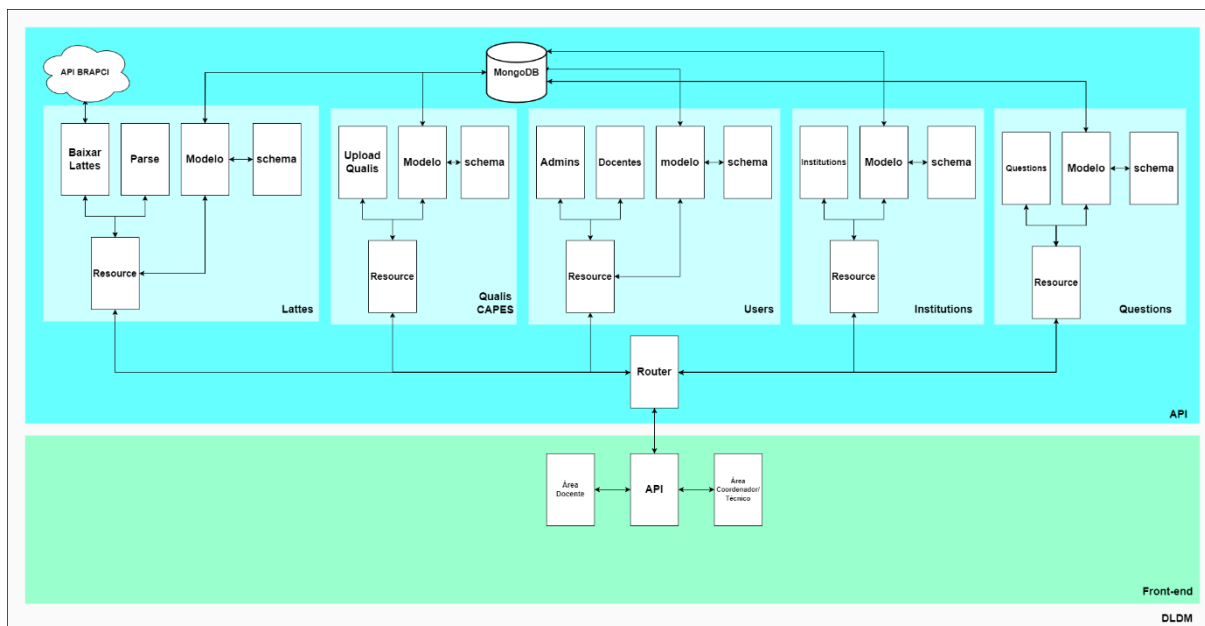 API BRAPCI
MongoDB
Baixar
Lattes
Parse
Modelo
schema
Resource
Lattes
Upload
Qualis
Modelo
schema
Resource
Qualis
CAPES
Admins
Docentes
modelo
schema
Resource
Users
Institutions
Modelo
schema
Resource
Institutions
Questions
Modelo
schema
Resource
Questions
Router
API
Área
Docente
API
Área
Coordenador/
Técnico
Front-end
DLDM